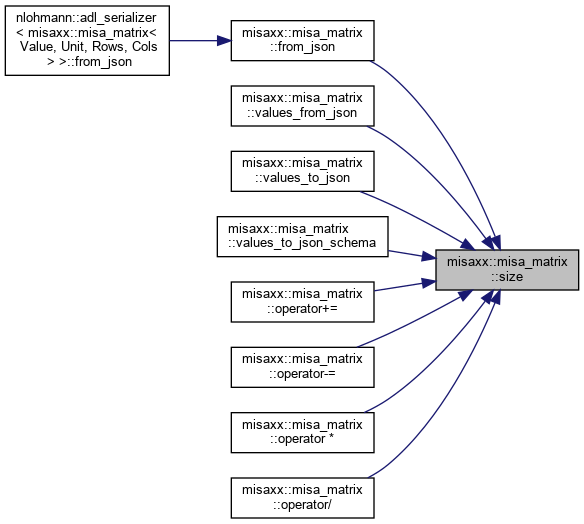 nlohmann::adl_serializer
< misaxx::misa_matrix<
Value, Unit, Rows, Cols
> >::from_json
misaxx::misa_matrix
::from_json
misaxx::misa_matrix
::values_from_json
misaxx::misa_matrix
::values_to_json
misaxx::misa_matrix
::values_to_json_schema
misaxx::misa_matrix
::size
misaxx::misa_matrix
::operator+=
misaxx::misa_matrix
::operator-=
misaxx::misa_matrix
::operator *
misaxx::misa_matrix
::operator/